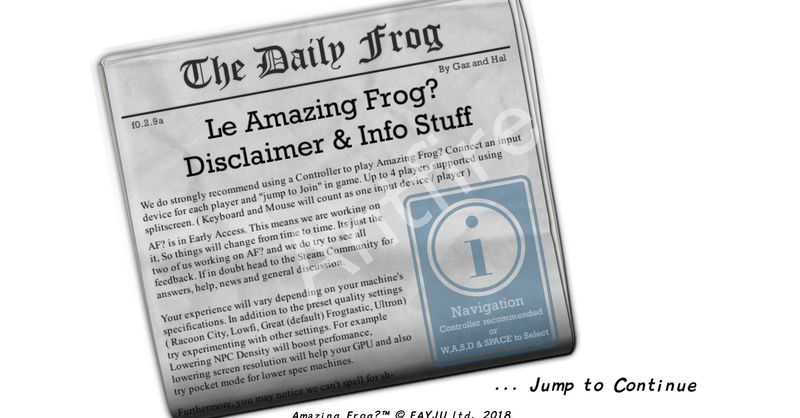 The Daily Frog
By Gaz and Hal
f0.2.9a
Le Amazing Frog?
Disclaimer & Info Stuff
We do strongly recommend using a Controller to play Amazing Frog? Connect an input
device for each player and "jump to Join" in game. Up to 4 players supported using
splitscreen. ( Keyboard and Mouse will count as one input device / player )
AF? is in Early Access. This means we are working on
it, So things will change from time to time. Its just the
two of us working on AF? and we do try to see all
feedback. If in doubt head to the Steam Community for
answers, help, news and general discussion.
Your experience will vary depending on your machine's
specifications. In addition to the preset quality settings
( Racoon City, Lowfi, Great (default) Frogtastic, Ultron)
try experimenting with other settings. For example
Lowering NPC Density will boost perfomance,
lowering screen resolution will help your GPU and also
try pocket mode for lower spec machines.
Furthermore, you may notice we can't spell for sh-
i
Navigation
Controller recommended
or
W,A,S,D & SPACE to Select
... Jump to Continue
Amazing Frog?™ © FAYJU Ltd. 2018